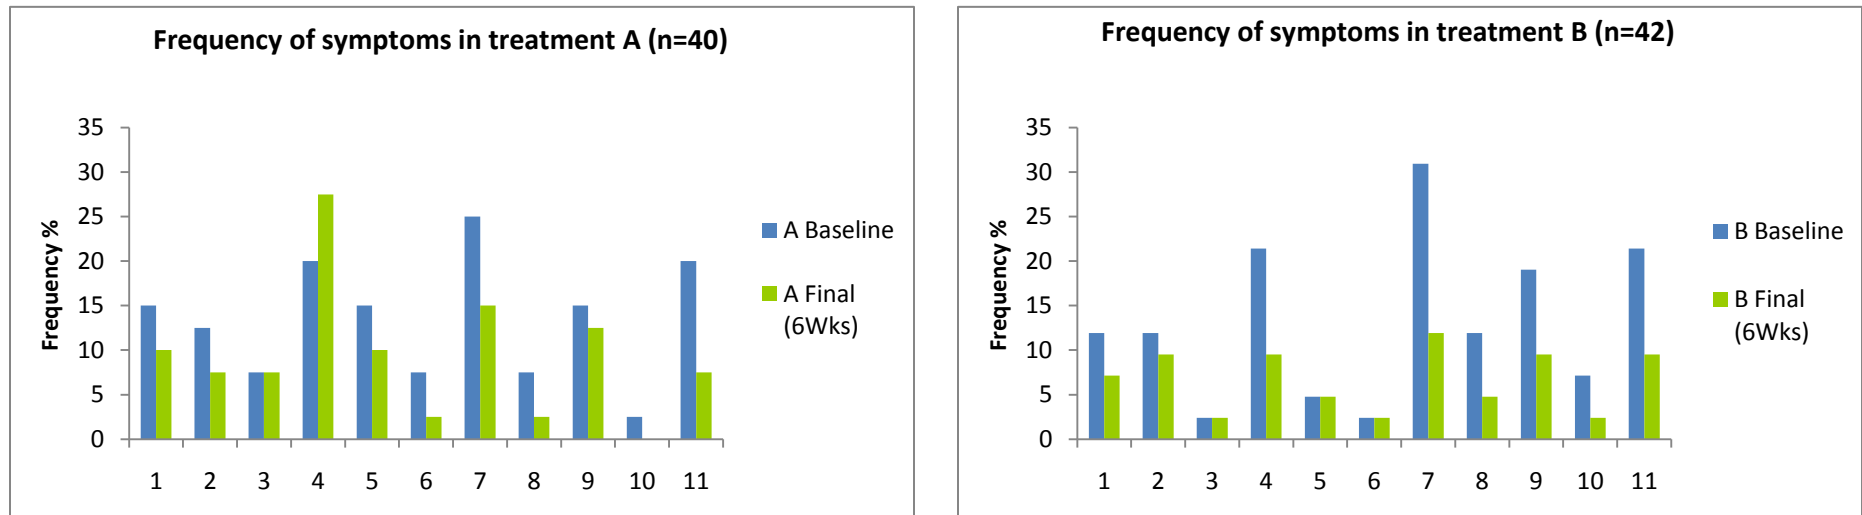 Frequency of symptoms in treatment A (n=40)
Frequency %
35
30
25
20
15
10
5
0
1 2 3 4 5 6 7 8 9 10 11
A Baseline
A Final
(6Wks)
Frequency of symptoms in treatment B (n=42)
Frequency %
35
30
25
20
15
10
5
0
1 2 3 4 5 6 7 8 9 10 11
B Baseline
B Final
(6Wks)